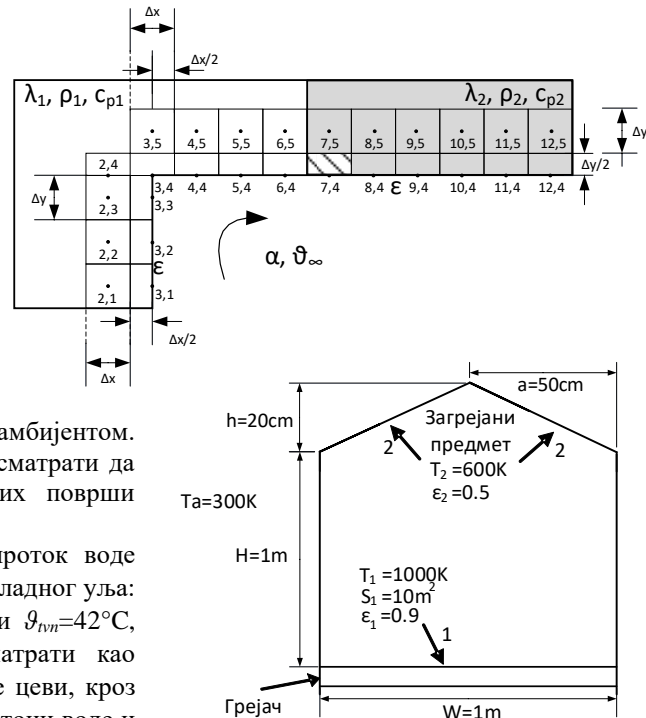 Δx
Δx/2
λ₁, ρ₁, cₚ₁
λ₂, ρ₂, cₚ₂
3,5 4,5 5,5 6,5 7,5 8,5 9,5 10,5 11,5 12,5
Δy
Δy/2
2,4
3,4 4,4 5,4 6,4 7,4 8,4 9,4 10,4 11,4 12,4
ε
Δy
2,3 3,3
2,2 3,2
ε
α, ϑ∞
2,1 3,1
Δx/2
Δx
a=50cm
h=20cm
Загрејани
предмет
2 2
T₂ =600K
ε₂ =0.5
Ta=300K
H=1m
T₁ =1000K
S₁ =10m²
ε₁ =0.9
1
Грејач
W=1m
амбијентом.
сматрати да
их површи
проток воде
ладног уља:
и ϑtvn=42°C,
матрати као
е цеви, кроз